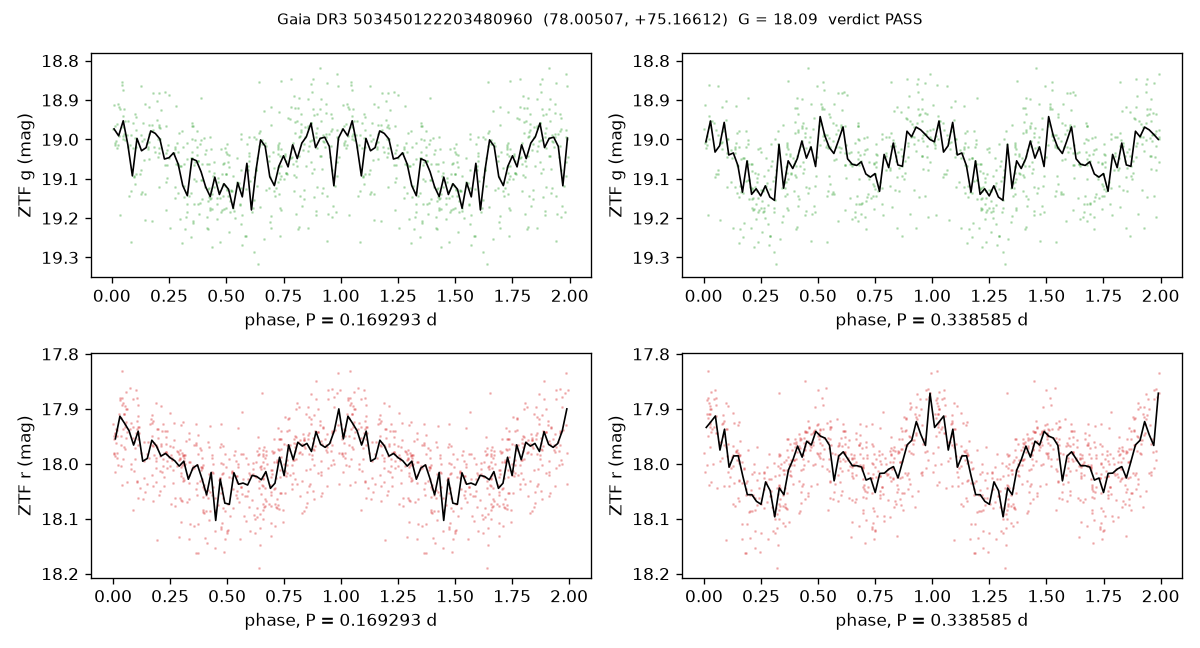 Gaia DR3 503450122203480960  (78.00507, +75.16612)  G = 18.09  verdict PASS
ZTF g (mag)
18.8
18.9
19.0
19.1
19.2
19.3
0.00 0.25 0.50 0.75 1.00 1.25 1.50 1.75 2.00
phase, P = 0.169293 d
ZTF g (mag)
18.8
18.9
19.0
19.1
19.2
19.3
0.00 0.25 0.50 0.75 1.00 1.25 1.50 1.75 2.00
phase, P = 0.338585 d
ZTF r (mag)
17.8
17.9
18.0
18.1
18.2
0.00 0.25 0.50 0.75 1.00 1.25 1.50 1.75 2.00
phase, P = 0.169293 d
ZTF r (mag)
17.8
17.9
18.0
18.1
18.2
0.00 0.25 0.50 0.75 1.00 1.25 1.50 1.75 2.00
phase, P = 0.338585 d